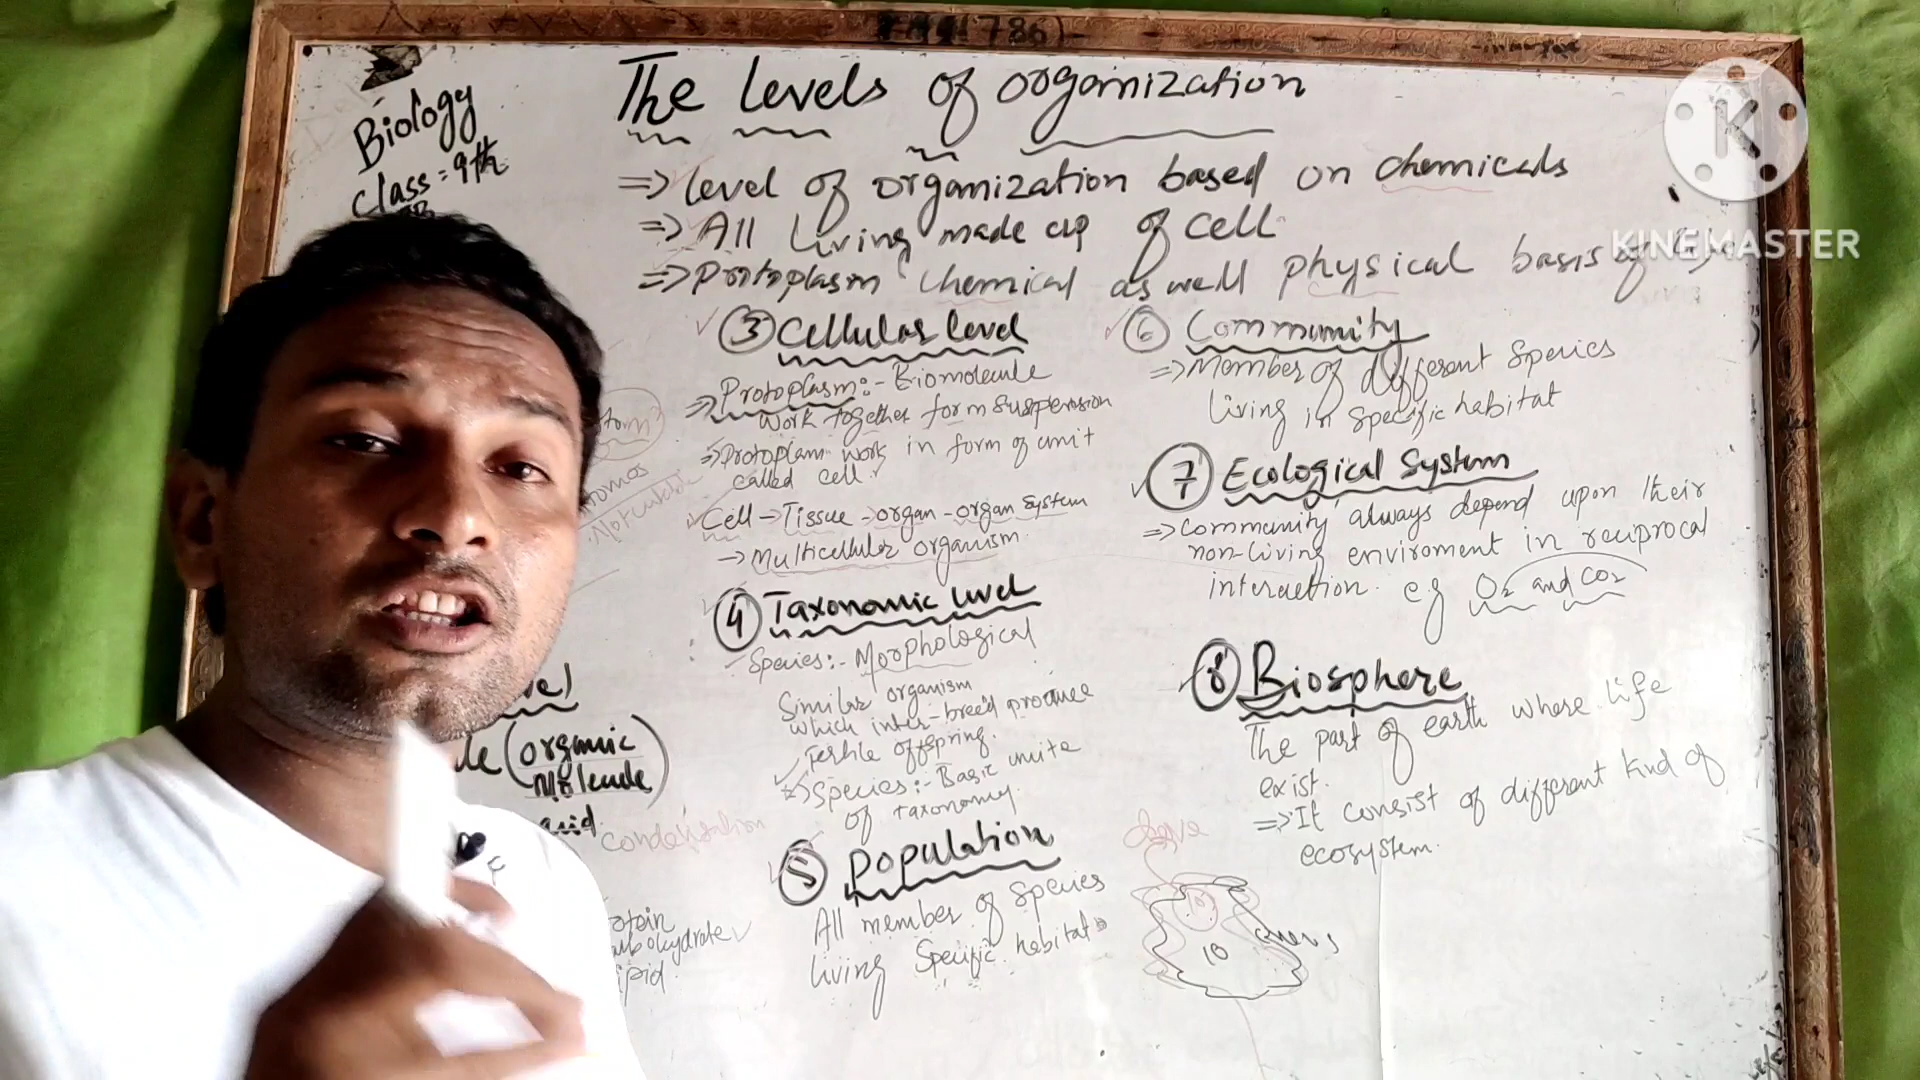 786
Biology
class = 9th
The Levels of organization
=> Level of organization based on chemicals
=> All Living made up of Cell
=> Protoplasm chemical as well physical basis of
KINEMASTER
K
③ Cellular level
=> Protoplasm:- Biomolecule
work together form suspension
=> Protoplasm work in form of unit
called cell.
Cell → Tissue - organ - organ system
→ Multicellular organism.
④ Taxonomic level
Species:- Morphological
Similar organism
which inter-breed produce
Fertile offspring.
=> Species:- Basic unite
of taxonomy.
⑤ Population
All member of Species
living Specific habitat
⑥ Community
=> Member of different Species
living in Specific habitat
⑦ Ecological System
=> Community always depend upon their
non-Living enviroment in reciprocal
interaction. e.g O2 and CO2
⑧ Biosphere
The part of earth where life
exist.
=> It consist of different kind of
ecosystem.
10
(organic
Molecule)
condensation